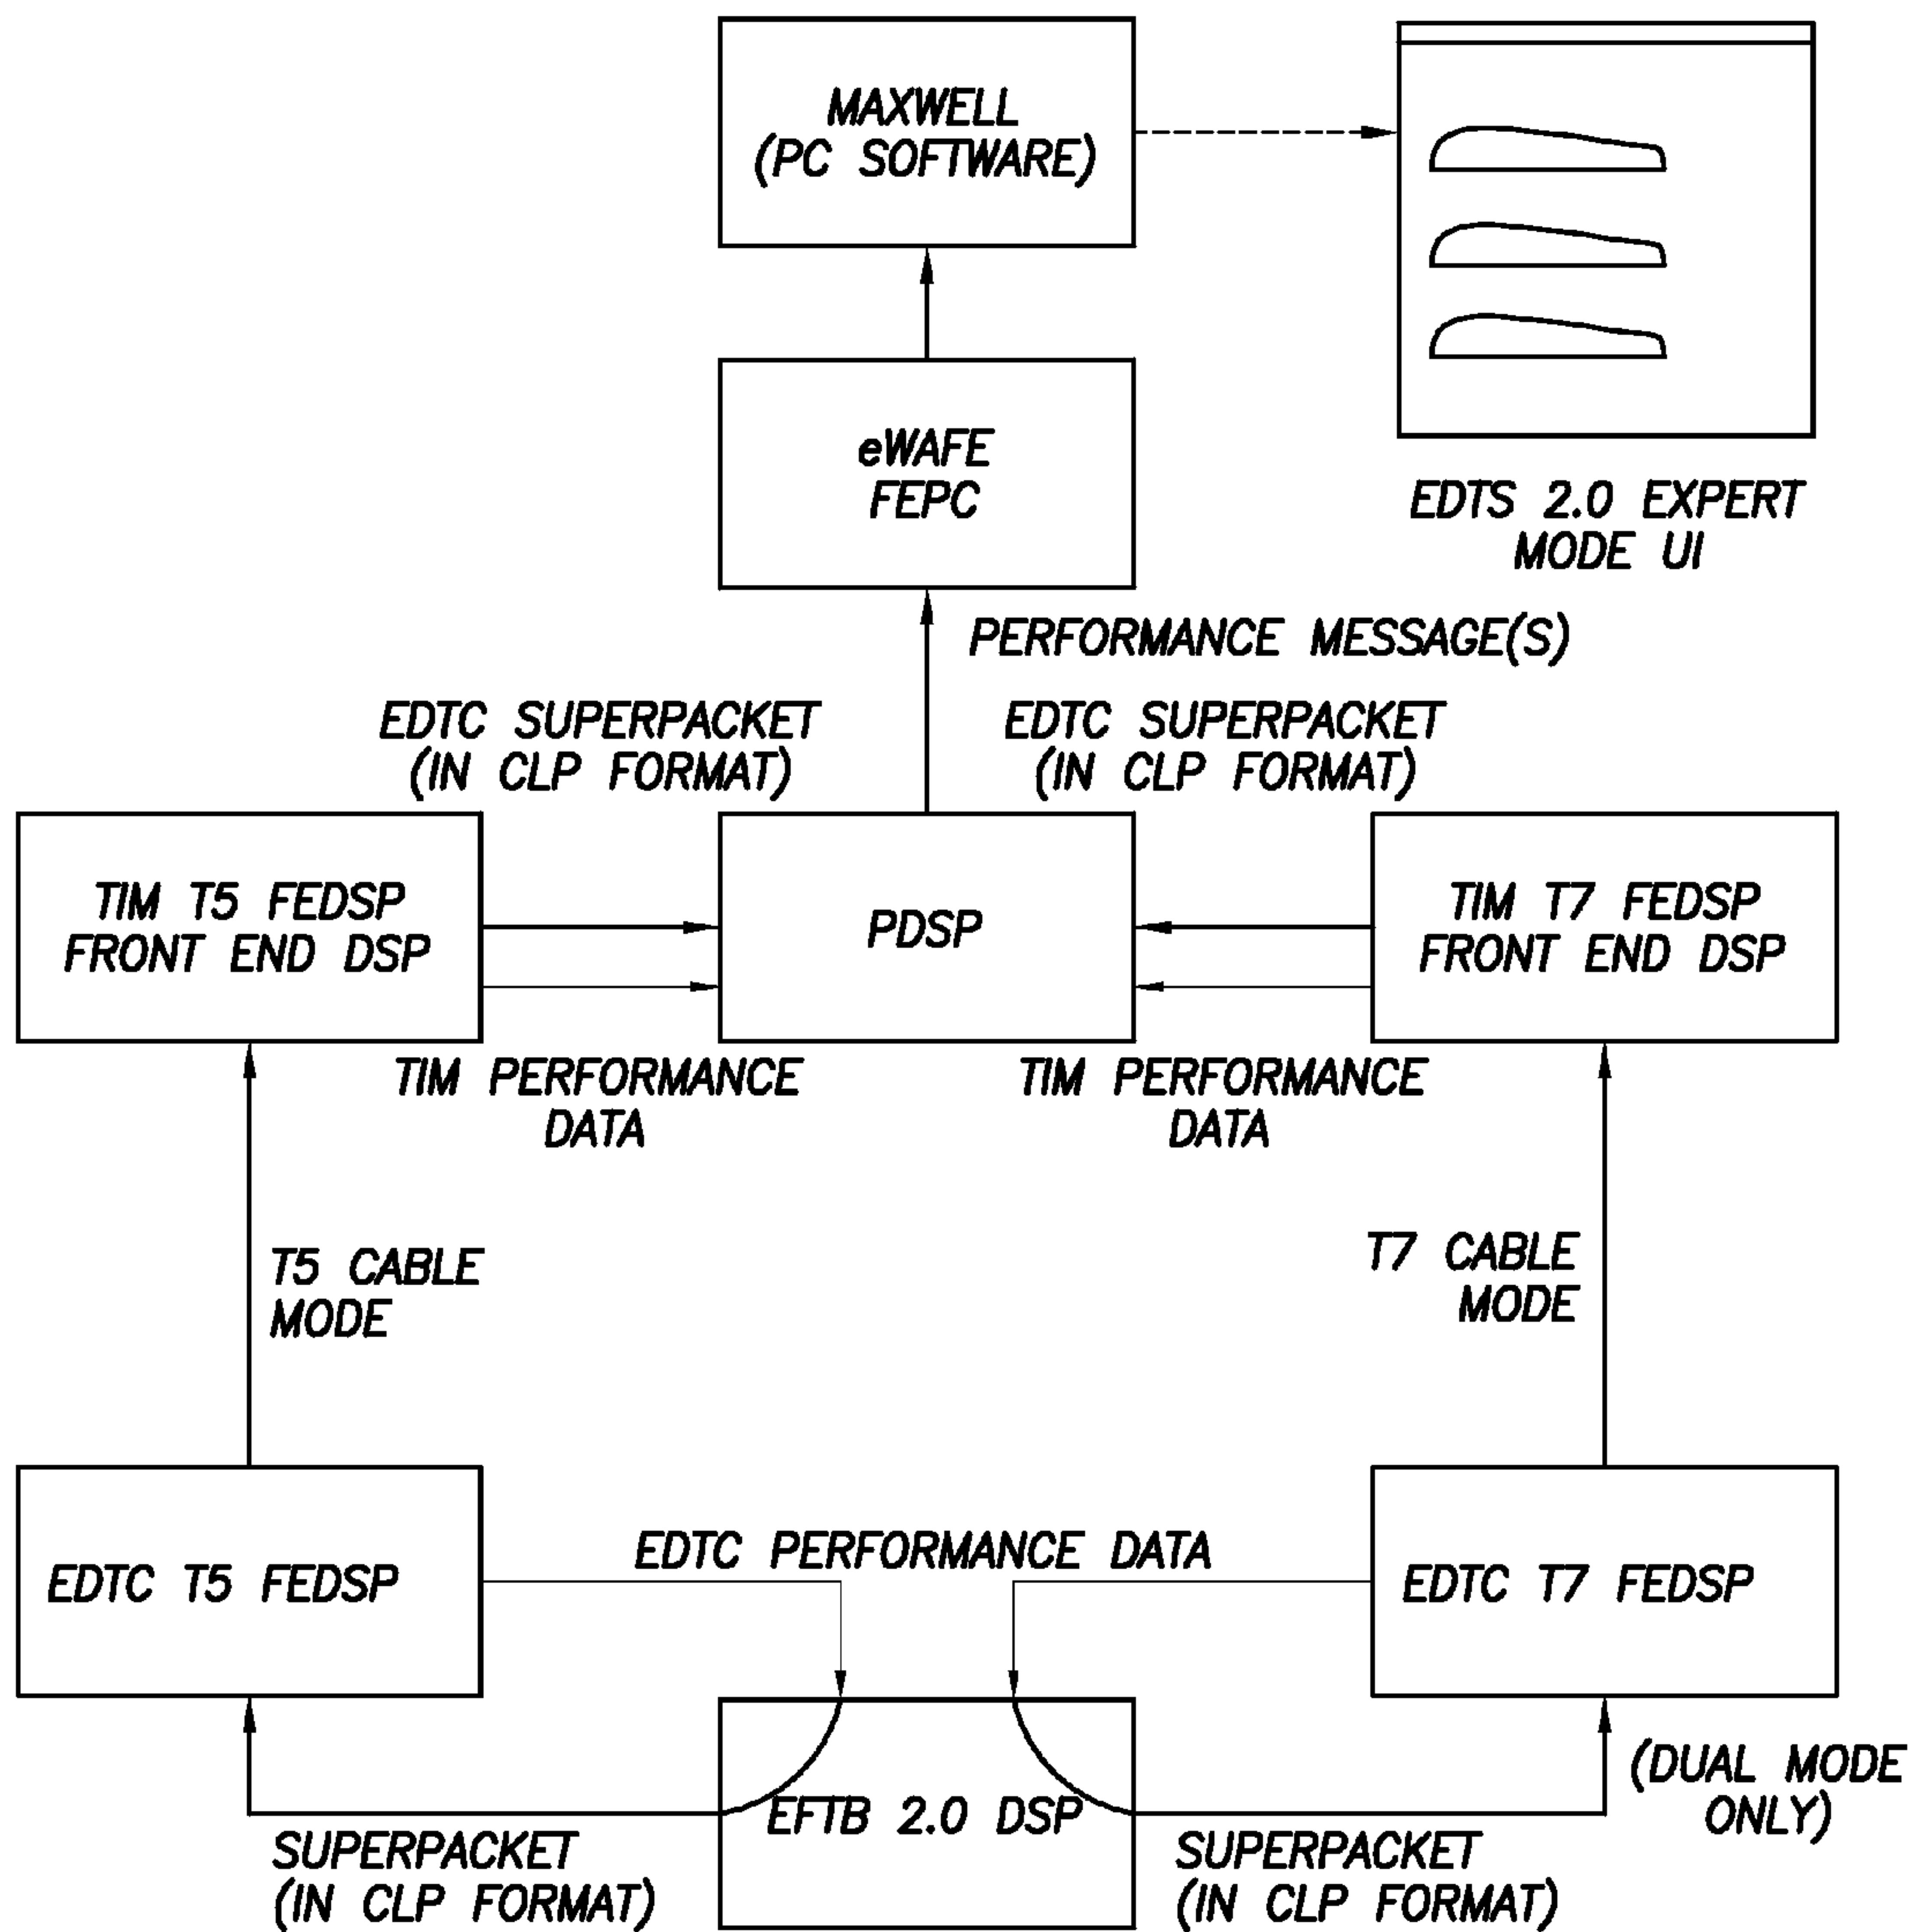 MAXWELL
(PC SOFTWARE)
eWAFE
FEPC
EDTS 2.0 EXPERT
MODE UI
PERFORMANCE MESSAGE(S)
EDTC SUPERPACKET
(IN CLP FORMAT)
EDTC SUPERPACKET
(IN CLP FORMAT)
TIM T5 FEDSP
FRONT END DSP
PDSP
TIM T7 FEDSP
FRONT END DSP
TIM PERFORMANCE
DATA
TIM PERFORMANCE
DATA
T5 CABLE
MODE
T7 CABLE
MODE
EDTC T5 FEDSP
EDTC PERFORMANCE DATA
EDTC T7 FEDSP
(DUAL MODE
ONLY)
EFTB 2.0 DSP
SUPERPACKET
(IN CLP FORMAT)
SUPERPACKET
(IN CLP FORMAT)